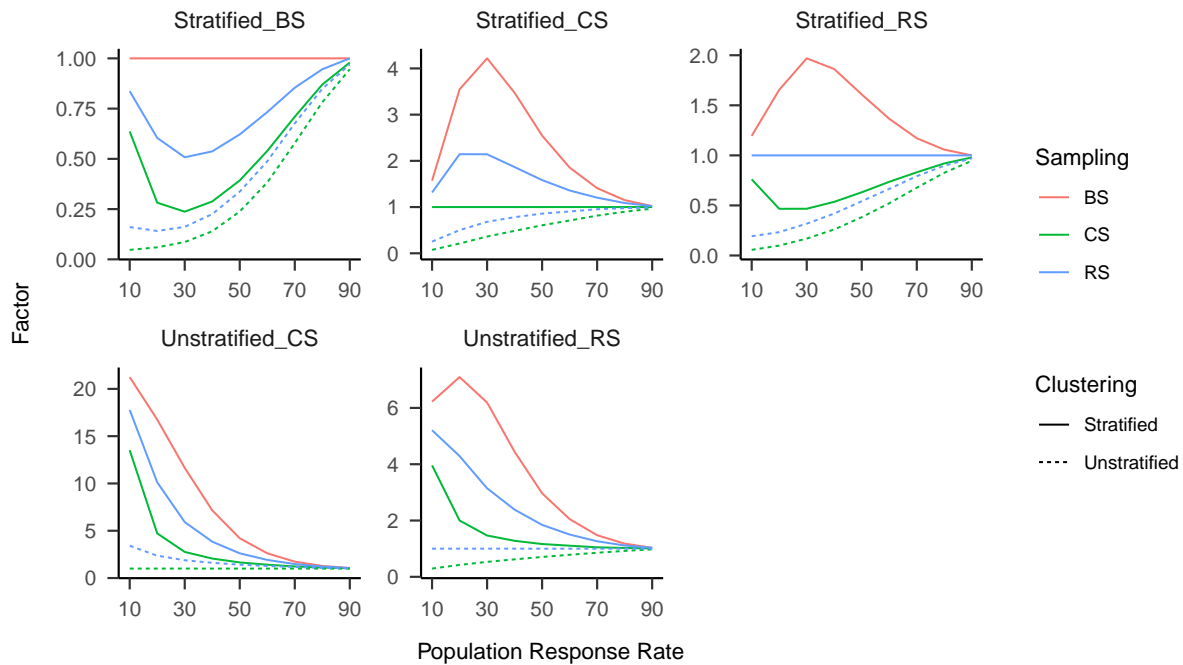 Stratified_BS
Stratified_CS
Stratified_RS
1.00
0.75
0.50
0.25
0.00
10 30 50 70 90
4
3
2
1
0
10 30 50 70 90
2.0
1.5
1.0
0.5
0.0
10 30 50 70 90
Factor
Unstratified_CS
Unstratified_RS
20
15
10
5
0
10 30 50 70 90
6
4
2
0
10 30 50 70 90
Population Response Rate
Sampling
BS
CS
RS
Clustering
Stratified
Unstratified